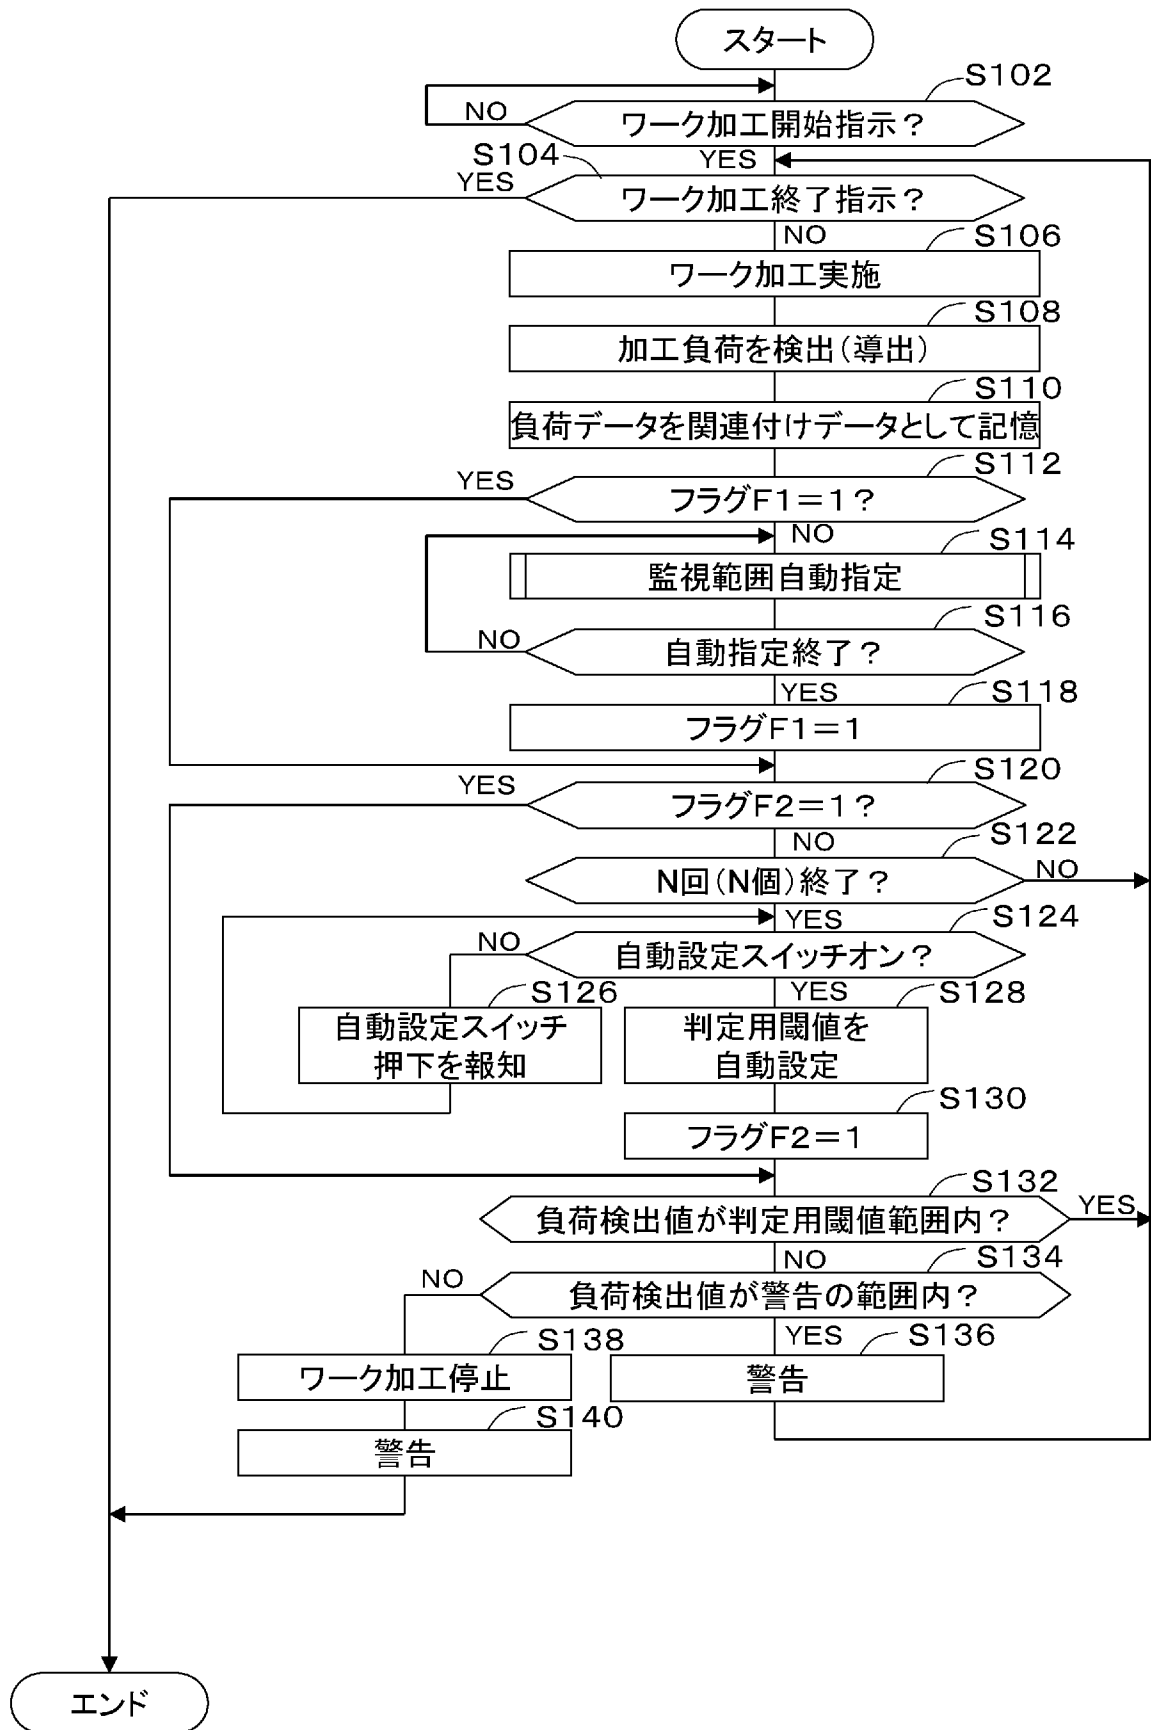 スタート
S102
NO
ワーク加工開始指示？
YES
S104
YES
ワーク加工終了指示？
NO
S106
ワーク加工実施
S108
加工負荷を検出（導出）
S110
負荷データを関連付けデータとして記憶
S112
YES
フラグF1＝1？
NO
S114
監視範囲自動指定
S116
NO
自動指定終了？
YES
S118
フラグF1＝1
S120
YES
フラグF2＝1？
NO
S122
N回（N個）終了？
NO
YES
S124
NO
自動設定スイッチオン？
YES
S126
S128
自動設定スイッチ
押下を報知
判定用閾値を
自動設定
S130
フラグF2＝1
S132
負荷検出値が判定用閾値範囲内？
YES
NO
S134
NO
負荷検出値が警告の範囲内？
YES
S136
S138
ワーク加工停止
警告
S140
警告
エンド